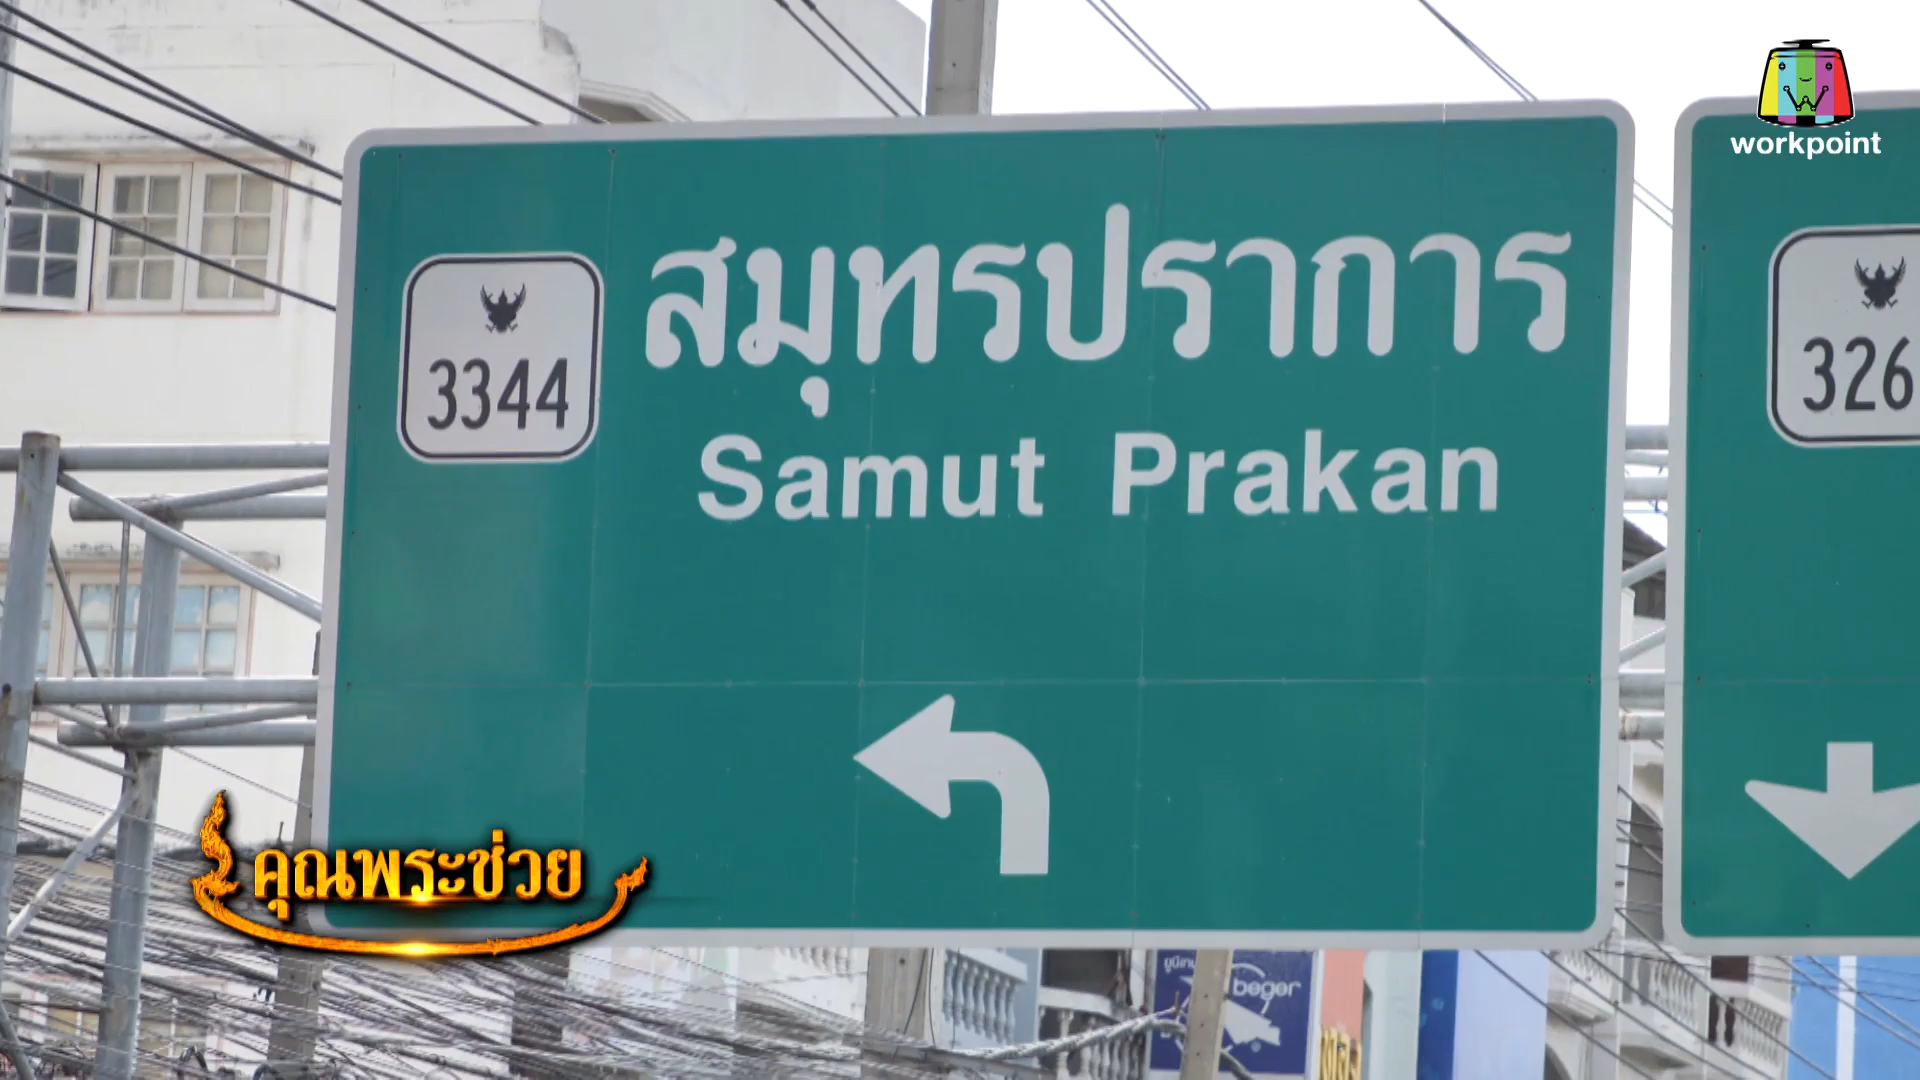 workpoint
สมุทรปราการ
3344
Samut Prakan
326
คุณพระช่วย
beger